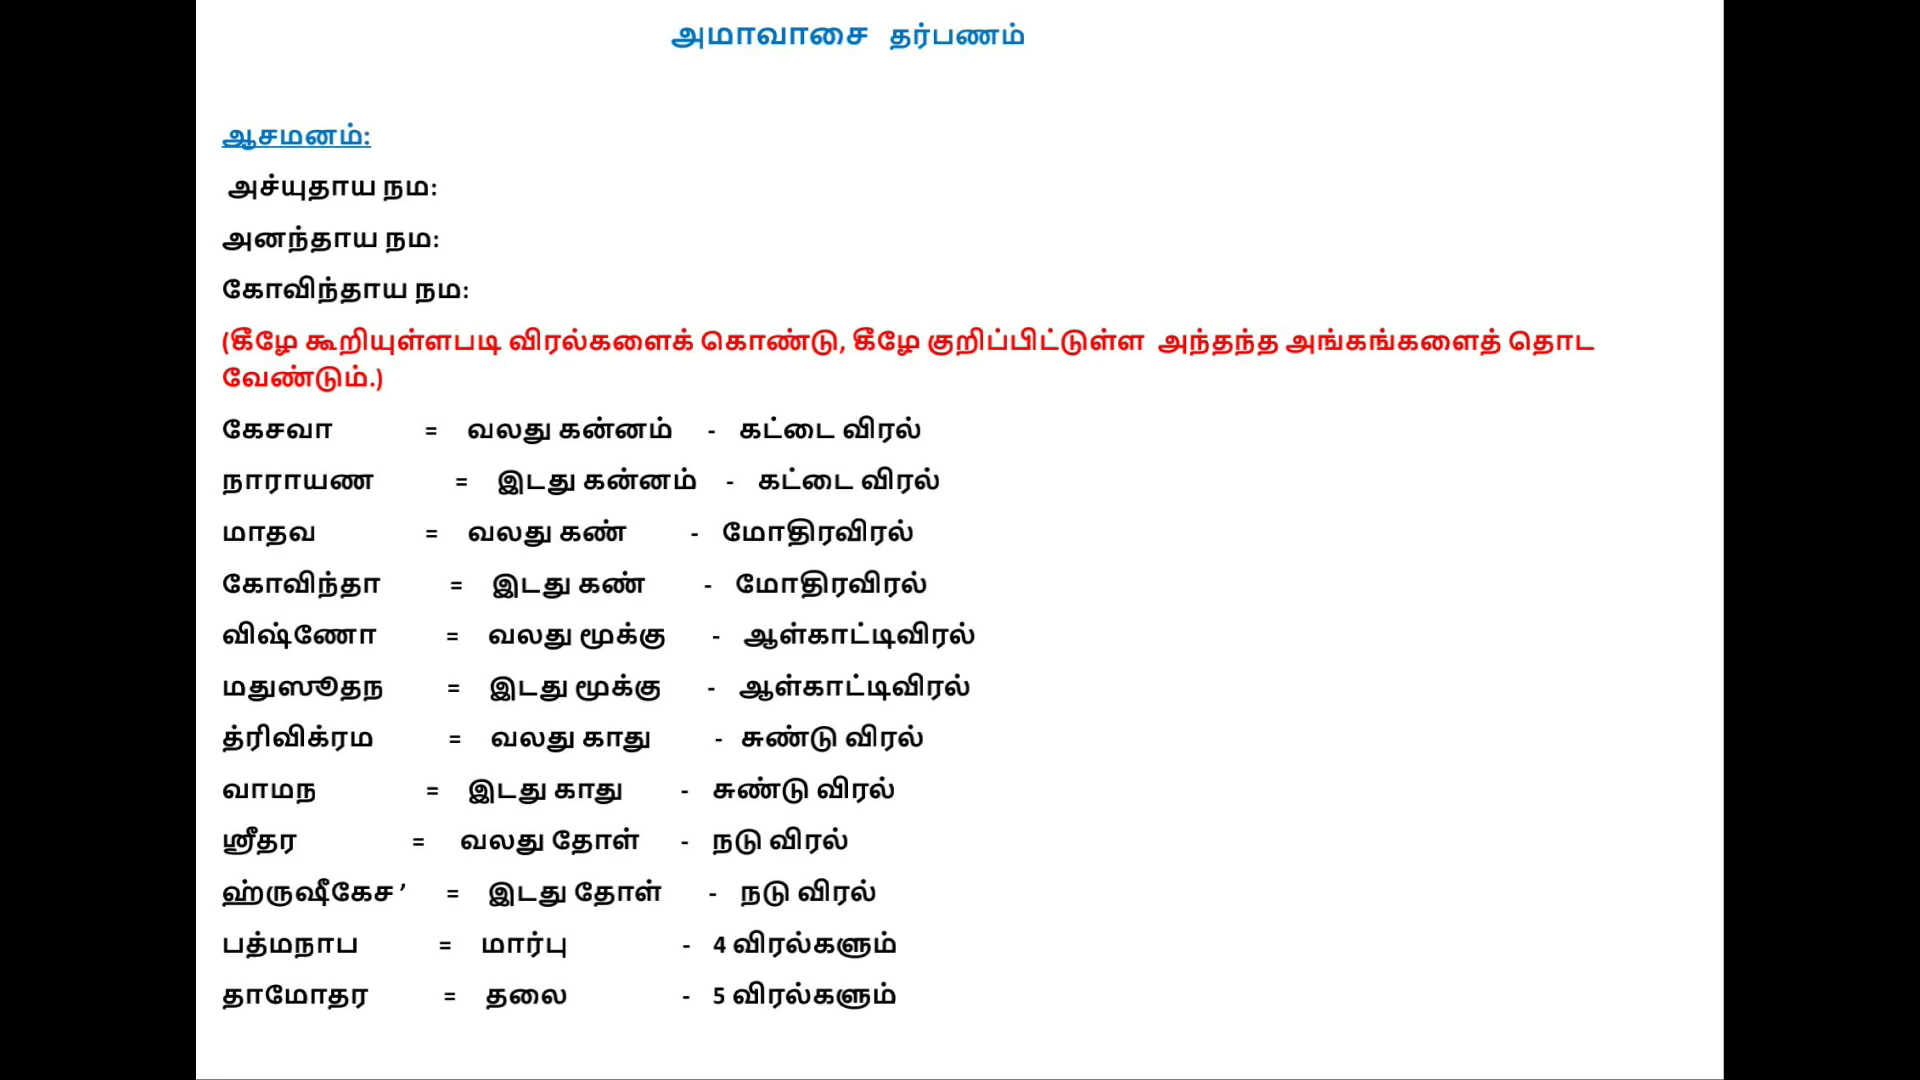 அமாவாசை தர்பணம்
ஆசமனம்:
அச்யுதாய நம:
அனந்தாய நம:
கோவிந்தாய நம:
(கீழே கூறியுள்ளபடி விரல்களைக் கொண்டு, கீழே குறிப்பிட்டுள்ள அந்தந்த அங்கங்களைத் தொட
வேண்டும்.)
கேசவா = வலது கன்னம் - கட்டை விரல்
நாராயண = இடது கன்னம் - கட்டை விரல்
மாதவ = வலது கண் - மோதிரவிரல்
கோவிந்தா = இடது கண் - மோதிரவிரல்
விஷ்ணோ = வலது மூக்கு - ஆள்காட்டிவிரல்
மதுஸூதந = இடது மூக்கு - ஆள்காட்டிவிரல்
த்ரிவிக்ரம = வலது காது - சுண்டு விரல்
வாமந = இடது காது - சுண்டு விரல்
ஸ்ரீதர = வலது தோள் - நடு விரல்
ஹ்ருஷீகேச ’ = இடது தோள் - நடு விரல்
பத்மநாப = மார்பு - 4 விரல்களும்
தாமோதர = தலை - 5 விரல்களும்